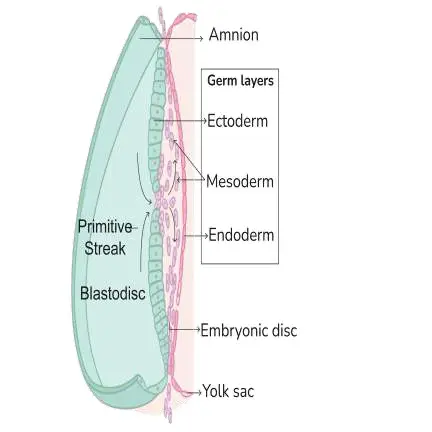 Amnion
Germ layers
Ectoderm
Mesoderm
Primitive
Streak
Endoderm
Blastodisc
Embryonic disc
Yolk sac